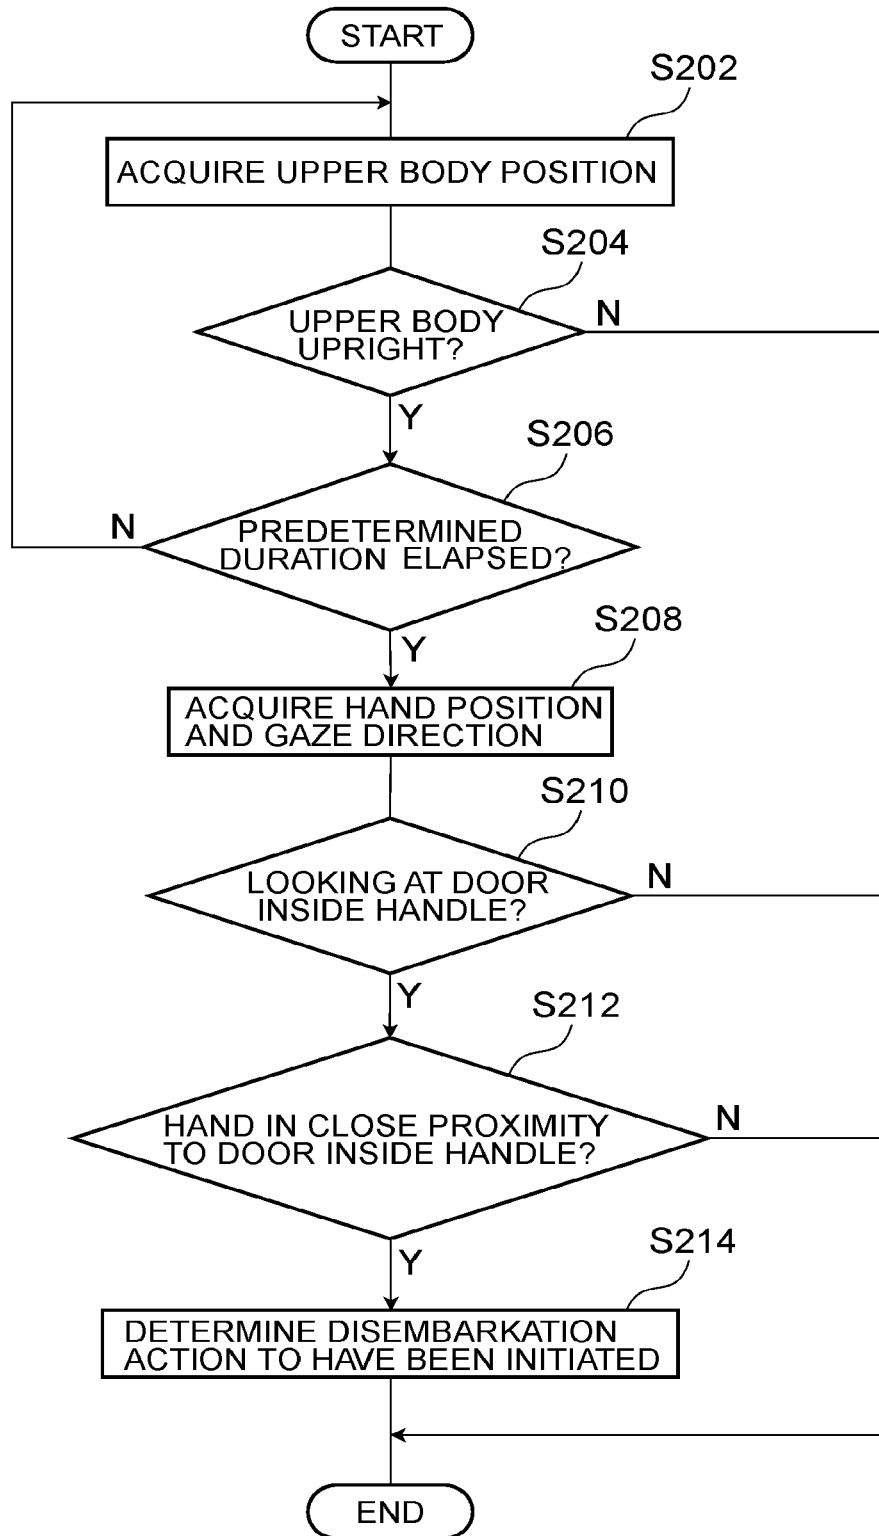 START
S202
ACQUIRE UPPER BODY POSITION
S204
UPPER BODY
UPRIGHT?
N
Y
S206
PREDETERMINED
DURATION ELAPSED?
N
Y
S208
ACQUIRE HAND POSITION
AND GAZE DIRECTION
S210
LOOKING AT DOOR
INSIDE HANDLE?
N
Y
S212
HAND IN CLOSE PROXIMITY
TO DOOR INSIDE HANDLE?
N
Y
S214
DETERMINE DISEMBARKATION
ACTION TO HAVE BEEN INITIATED
END